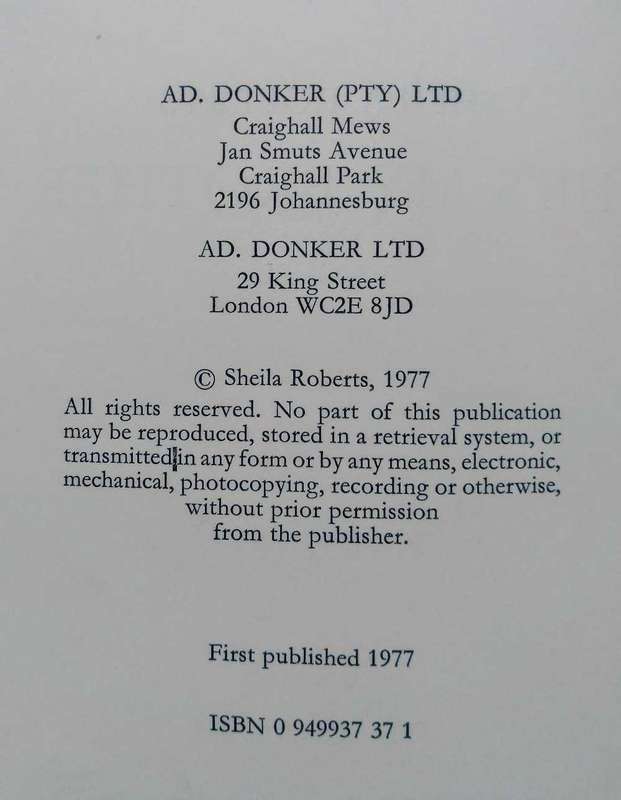 AD. DONKER (PTY) LTD
Craighall Mews
Jan Smuts Avenue
Craighall Park
2196 Johannesburg
AD. DONKER LTD
29 King Street
London WC2E 8JD
© Sheila Roberts, 1977
All rights reserved. No part of this publication
may be reproduced, stored in a retrieval system, or
transmitted in any form or by any means, electronic,
mechanical, photocopying, recording or otherwise,
without prior permission
from the publisher.
First published 1977
ISBN 0 949937 37 1